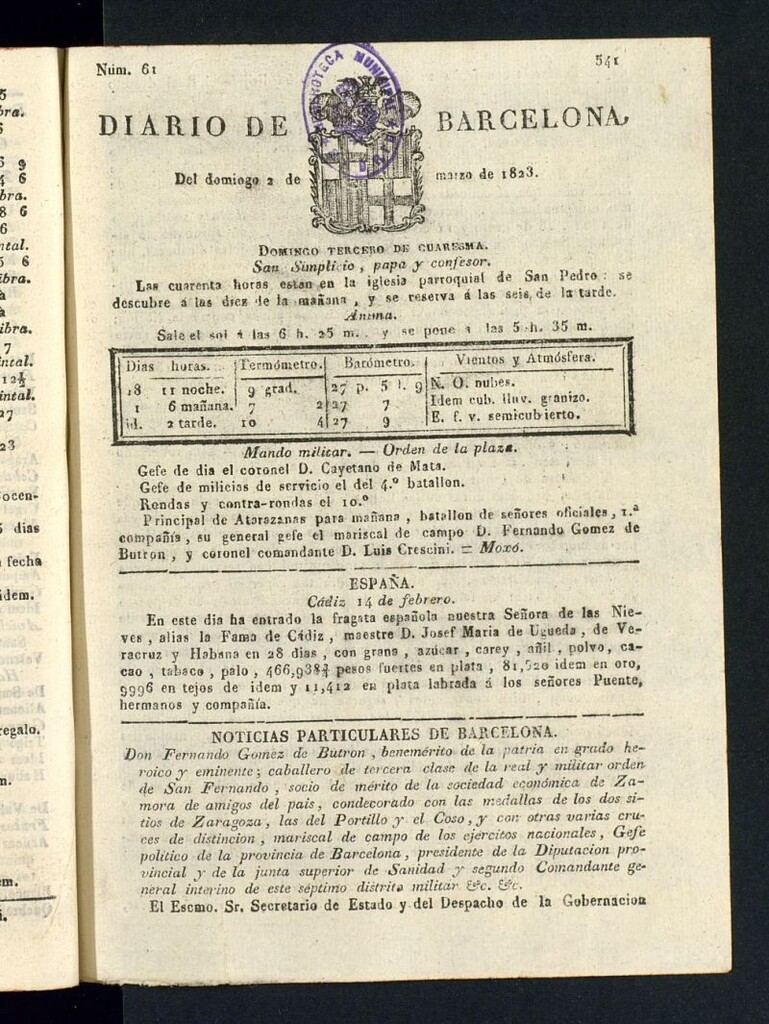 Núm. 61
541
DIARIO DE BARCELONA,
Del domingo 2 de marzo de 1823.
DOMINGO TERCERO DE CUARESMA.
San Simplicio, papa y confesor.
Las cuarenta horas estan en la iglesia parroquial de San Pedro: se
descubre á las diez de la mañana, y se reserva á las seis de la tarde.
Anima.
Sale el sol á las 6 h. 25 m. y se pone á las 5 h. 35 m.
Dias horas. Termómetro. Barómetro. Vientos y Atmósfera.
28 11 noche. 9 grad. 27 p. 5 l. 9 N. O. nubes.
1 6 mañana. 7 2 27 7 Idem cub. lluv. granizo.
id. 2 tarde. 10 4 27 9 E. f. v. semicubierto.
Mando militar. — Orden de la plaza.
Gefe de dia el coronel D. Cayetano de Mata.
Gefe de milicias de servicio el del 4.º batallon.
Rondas y contra-rondas el 10.º
Principal de Atarazanas para mañana, batallon de señores oficiales, 1.ª
compañía, su general gefe el mariscal de campo D. Fernando Gomez de
Butron, y coronel comandante D. Luis Crescini. = Moxó.
ESPAÑA.
Cádiz 14 de febrero.
En este dia ha entrado la fragata española nuestra Señora de las Nie-
ves, alias la Fama de Cádiz, maestre D. Josef Maria de Ugueda, de Ve-
racruz y Habana en 28 dias, con grana, azúcar, carey, añil, polvo, ca-
cao, tabaco, palo, 466,938¾ pesos fuertes en plata, 81,520 idem en oro,
9996 en tejos de idem y 11,412 en plata labrada á los señores Puente,
hermanos y compañía.
NOTICIAS PARTICULARES DE BARCELONA.
Don Fernando Gomez de Butron, benemérito de la patria en grado he-
roico y eminente; caballero de tercera clase de la real y militar orden
de San Fernando, socio de mérito de la sociedad económica de Za-
mora de amigos del pais, condecorado con las medallas de los dos si-
tios de Zaragoza, las del Portillo y el Coso, y con otras varias cru-
ces de distincion, mariscal de campo de los ejércitos nacionales, Gefe
político de la provincia de Barcelona, presidente de la Diputacion pro-
vincial y de la junta superior de Sanidad y segundo Comandante ge-
neral interino de este séptimo distrito militar &c. &c.
El Escmo. Sr. Secretario de Estado y del Despacho de la Gobernacion